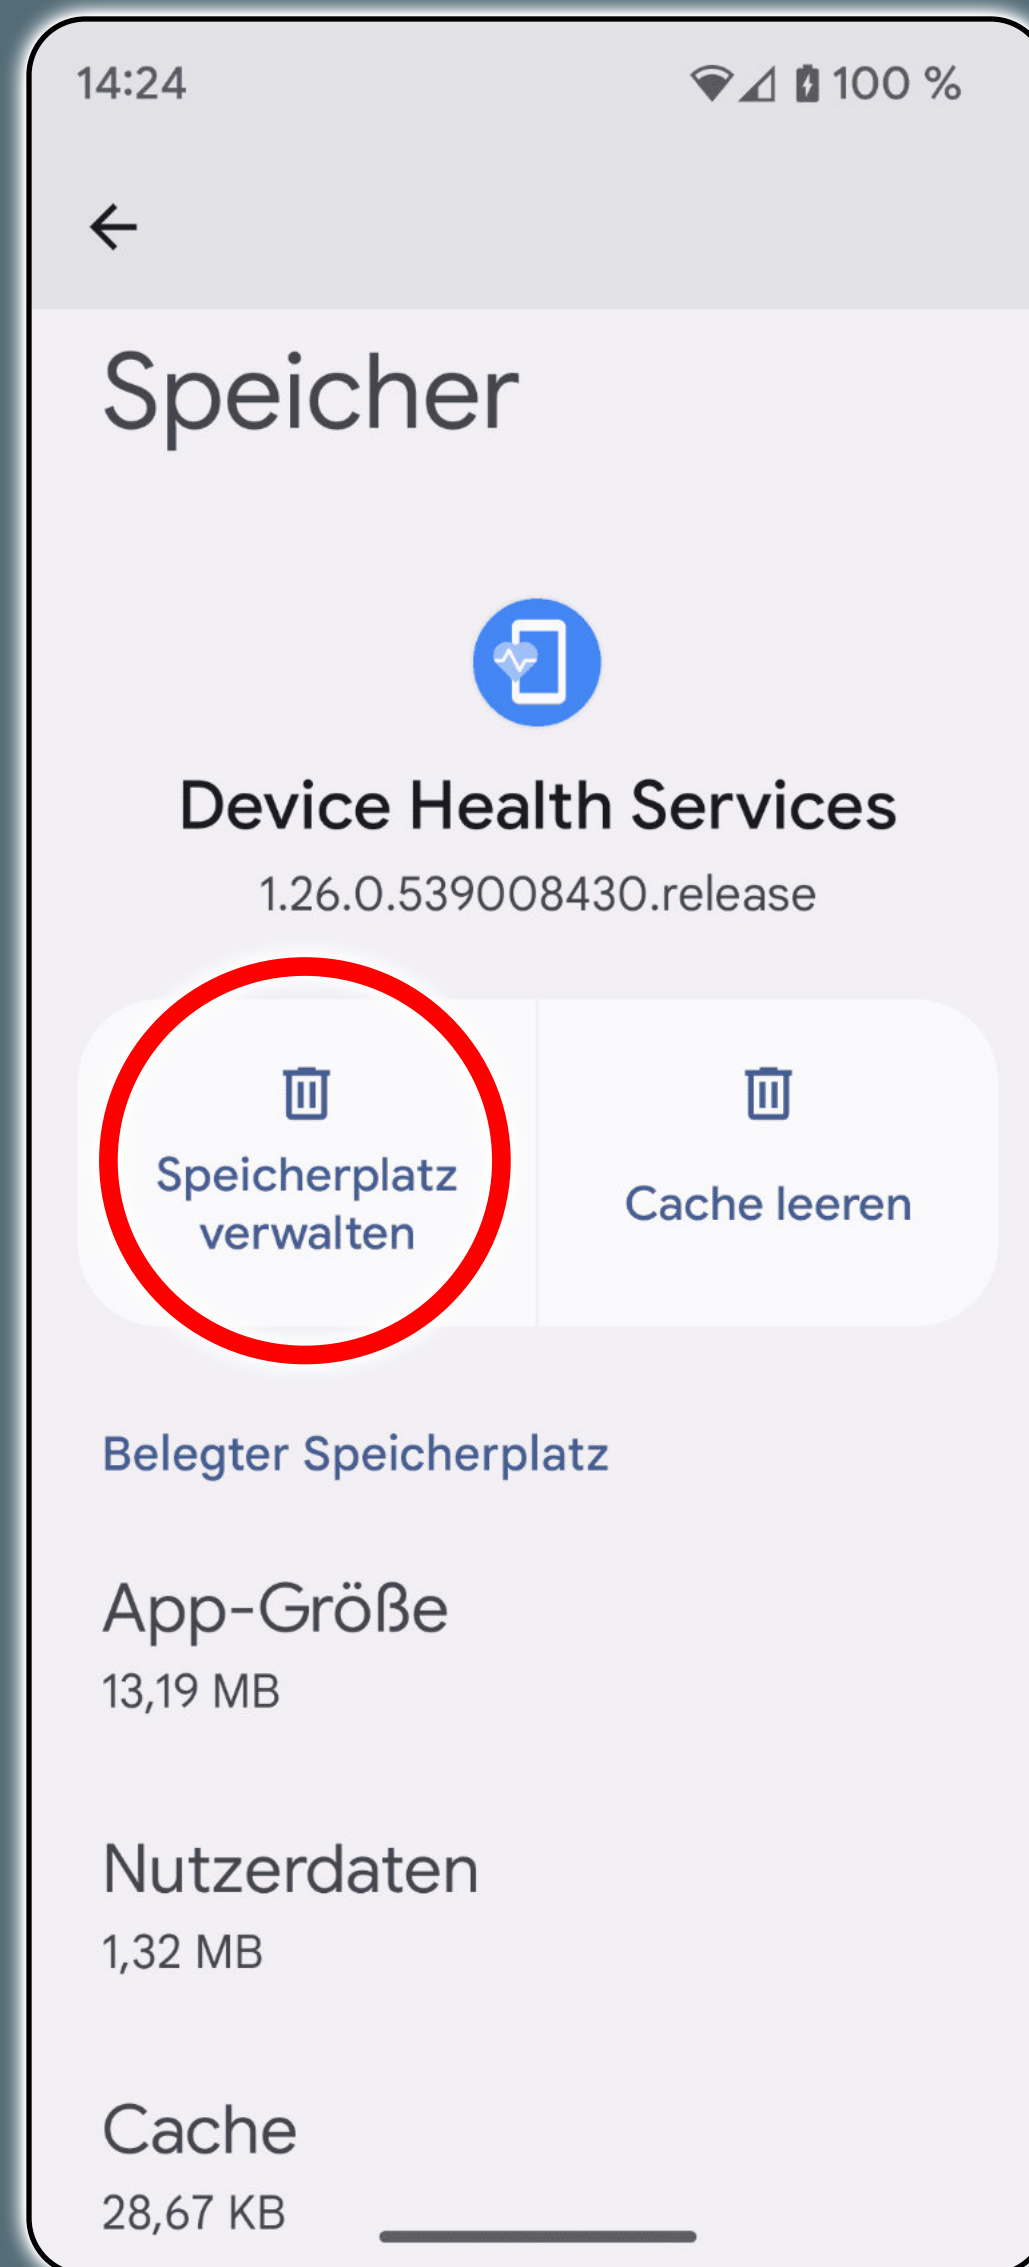 14:24
100 %
Speicher
Device Health Services
1.26.0.539008430.release
Speicherplatz
verwalten
Cache leeren
Belegter Speicherplatz
App-Größe
13,19 MB
Nutzerdaten
1,32 MB
Cache
28,67 KB